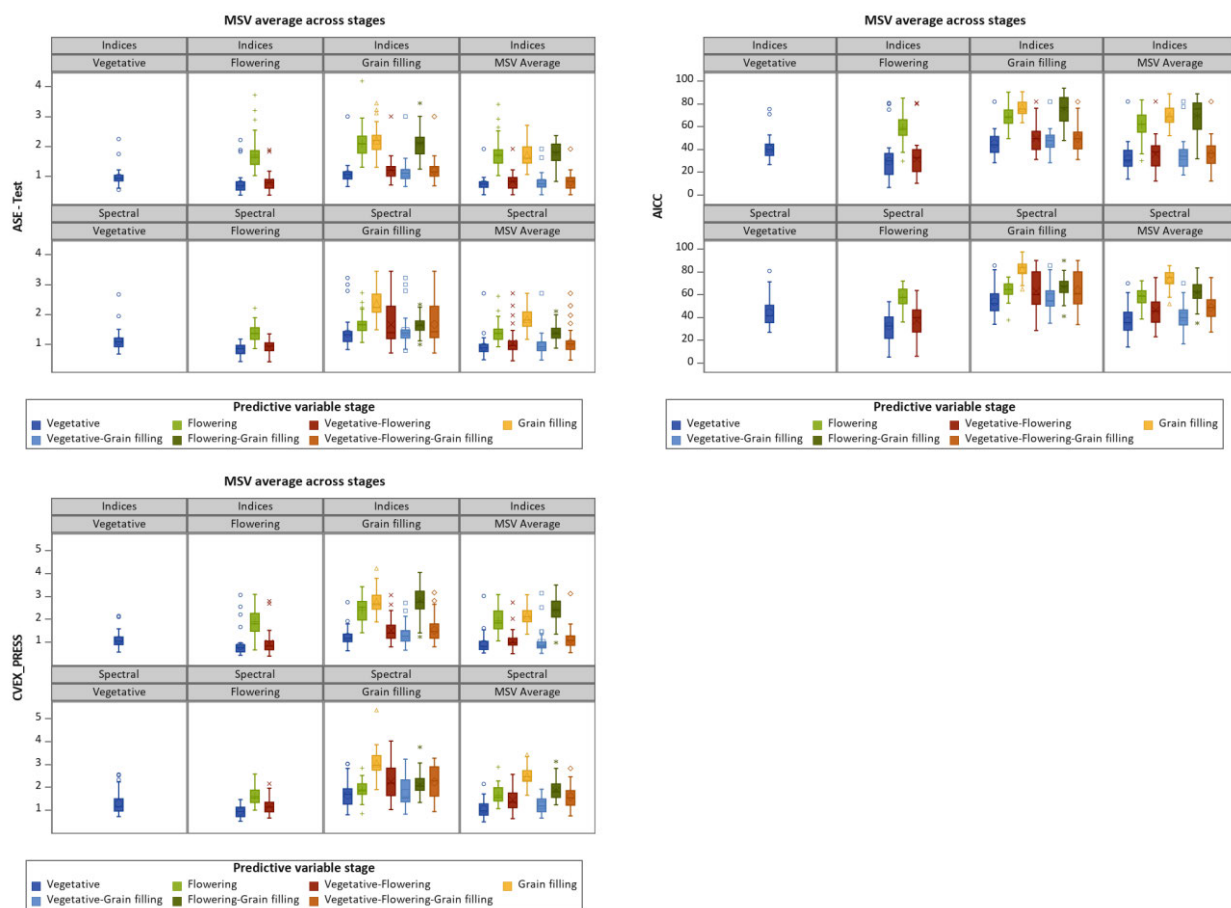 MSV average across stages
Indices Indices Indices Indices
Vegetative Flowering Grain filling MSV Average
4
3
2
1
ASE - Test
Spectral Spectral Spectral Spectral
Vegetative Flowering Grain filling MSV Average
4
3
2
1
Predictive variable stage
Vegetative Flowering Vegetative-Flowering Grain filling
Vegetative-Grain filling Flowering-Grain filling Vegetative-Flowering-Grain filling
MSV average across stages
Indices Indices Indices Indices
Vegetative Flowering Grain filling MSV Average
100
80
60
40
20
0
AICC
Spectral Spectral Spectral Spectral
Vegetative Flowering Grain filling MSV Average
100
80
60
40
20
0
Predictive variable stage
Vegetative Flowering Vegetative-Flowering Grain filling
Vegetative-Grain filling Flowering-Grain filling Vegetative-Flowering-Grain filling
MSV average across stages
Indices Indices Indices Indices
Vegetative Flowering Grain filling MSV Average
5
4
3
2
1
CVEX_PRESS
Spectral Spectral Spectral Spectral
Vegetative Flowering Grain filling MSV Average
5
4
3
2
1
Predictive variable stage
Vegetative Flowering Vegetative-Flowering Grain filling
Vegetative-Grain filling Flowering-Grain filling Vegetative-Flowering-Grain filling